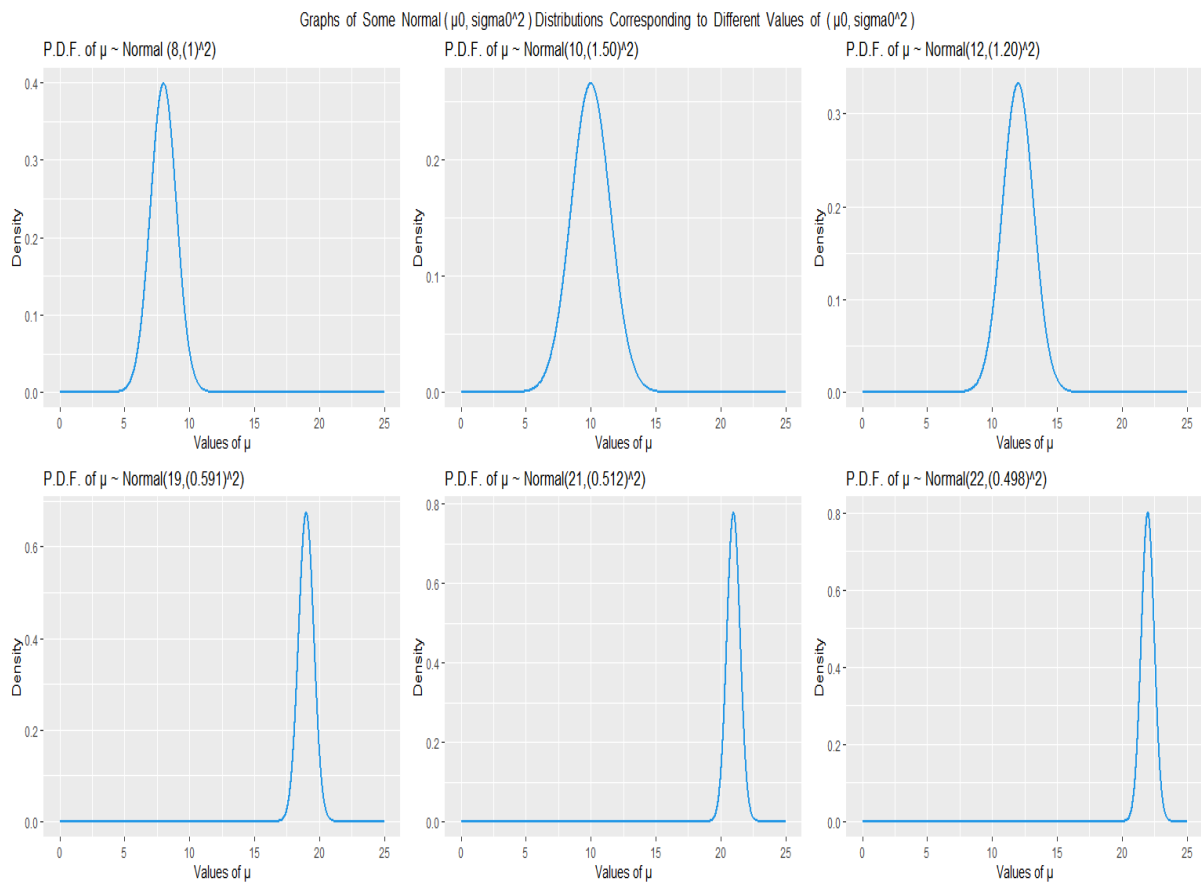 Graphs of Some Normal ( µ0, sigma0^2 ) Distributions Corresponding to Different Values of ( µ0, sigma0^2 )
P.D.F. of µ ~ Normal (8,(1)^2)
0.4
0.3
0.2
0.1
0.0
Density
0 5 10 15 20 25
Values of µ
P.D.F. of µ ~ Normal(10,(1.50)^2)
0.2
0.1
0.0
Density
0 5 10 15 20 25
Values of µ
P.D.F. of µ ~ Normal(12,(1.20)^2)
0.3
0.2
0.1
0.0
Density
0 5 10 15 20 25
Values of µ
P.D.F. of µ ~ Normal(19,(0.591)^2)
0.6
0.4
0.2
0.0
Density
0 5 10 15 20 25
Values of µ
P.D.F. of µ ~ Normal(21,(0.512)^2)
0.8
0.6
0.4
0.2
0.0
Density
0 5 10 15 20 25
Values of µ
P.D.F. of µ ~ Normal(22,(0.498)^2)
0.8
0.6
0.4
0.2
0.0
Density
0 5 10 15 20 25
Values of µ